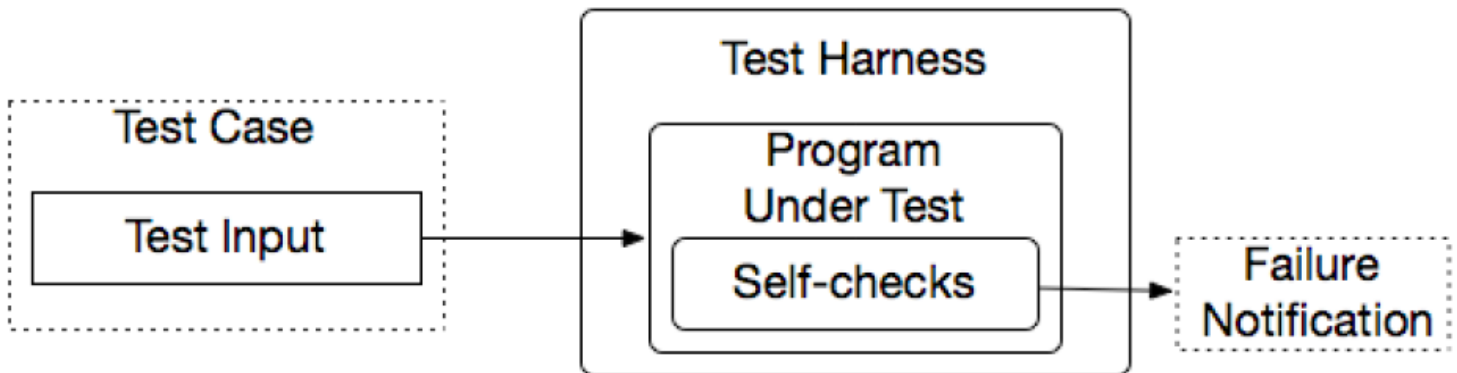 Test Case
Test Input
Test Harness
Program
Under Test
Self-checks
Failure
Notification